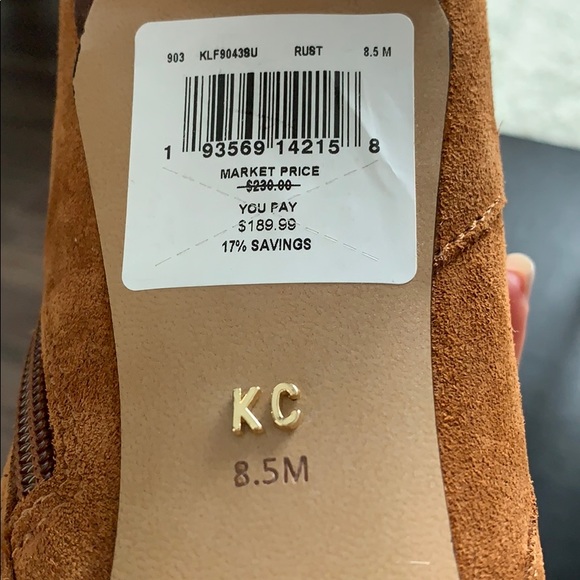 903 KLF9043SU RUST 8.5 M
1 93569 14215 8
MARKET PRICE
$230.00
YOU PAY
$189.99
17% SAVINGS
KC
8.5M